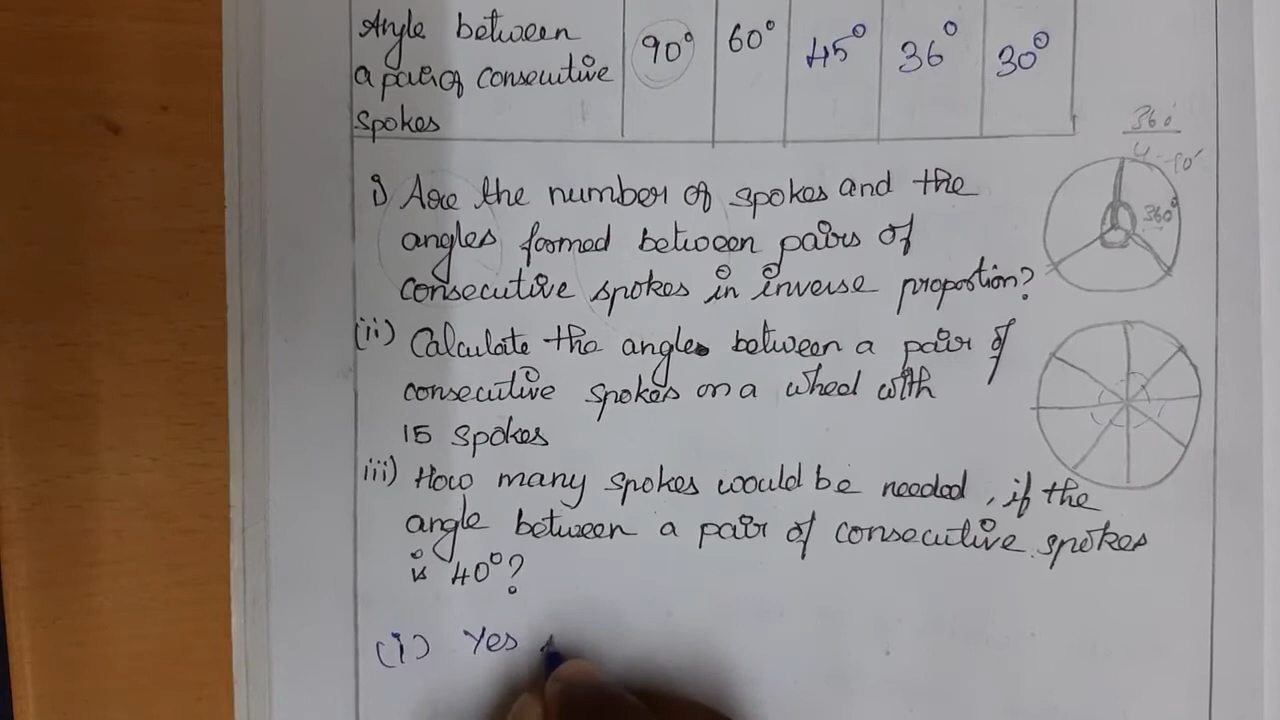 Angle between
a pair of consecutive
spokes
90° 60° 45° 36° 30°
360
4 90°
i) Are the number of spokes and the
angles formed between pairs of
consecutive spokes in inverse proportion?
360°
(ii) Calculate the angle between a pair of
consecutive spokes on a wheel with
15 spokes
iii) How many spokes would be needed, if the
angle between a pair of consecutive spokes
is 40°?
(i) Yes